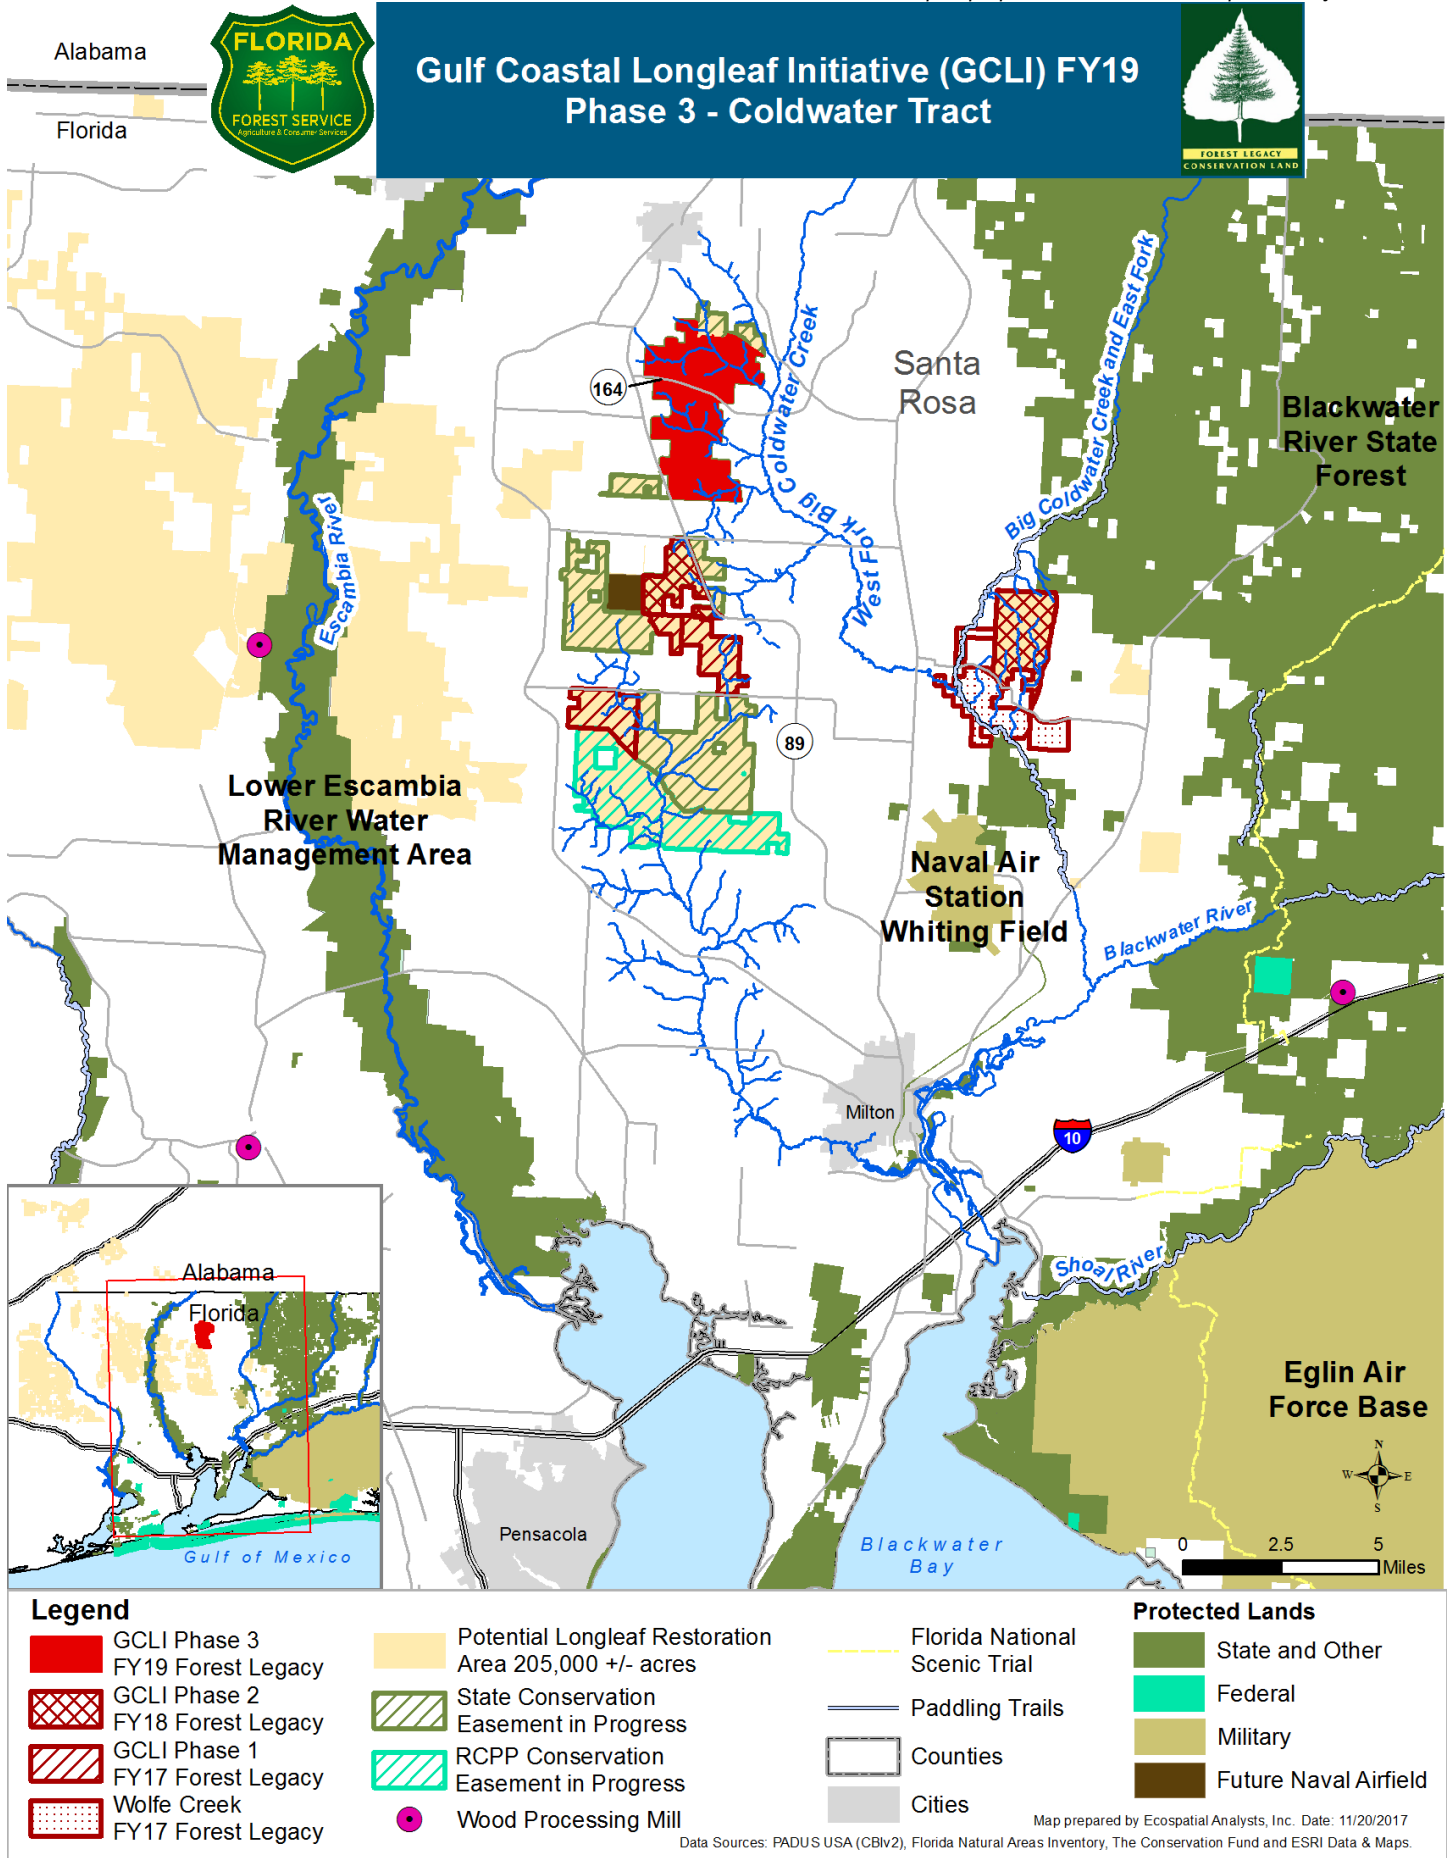 Alabama
Florida
FLORIDA
FOREST SERVICE
Agriculture & Consumer Services
Gulf Coastal Longleaf Initiative (GCLI) FY19
Phase 3 - Coldwater Tract
FOREST LEGACY
CONSERVATION LAND
Santa
Rosa
164
West Fork Big Coldwater Creek
Big Coldwater Creek and East Fork
Blackwater
River State
Forest
Escambia River
89
Lower Escambia
River Water
Management Area
Naval Air
Station
Whiting Field
Blackwater River
Milton
10
Shoal River
Eglin Air
Force Base
N
W E
S
Alabama
Florida
Gulf of Mexico
Pensacola
Blackwater
Bay
0 2.5 5
Miles
Legend
GCLI Phase 3
FY19 Forest Legacy
GCLI Phase 2
FY18 Forest Legacy
GCLI Phase 1
FY17 Forest Legacy
Wolfe Creek
FY17 Forest Legacy
Potential Longleaf Restoration
Area 205,000 +/- acres
State Conservation
Easement in Progress
RCPP Conservation
Easement in Progress
Wood Processing Mill
Florida National
Scenic Trial
Paddling Trails
Counties
Cities
Protected Lands
State and Other
Federal
Military
Future Naval Airfield
Map prepared by Ecospatial Analysts, Inc. Date: 11/20/2017
Data Sources: PADUS USA (CBIv2), Florida Natural Areas Inventory, The Conservation Fund and ESRI Data & Maps.